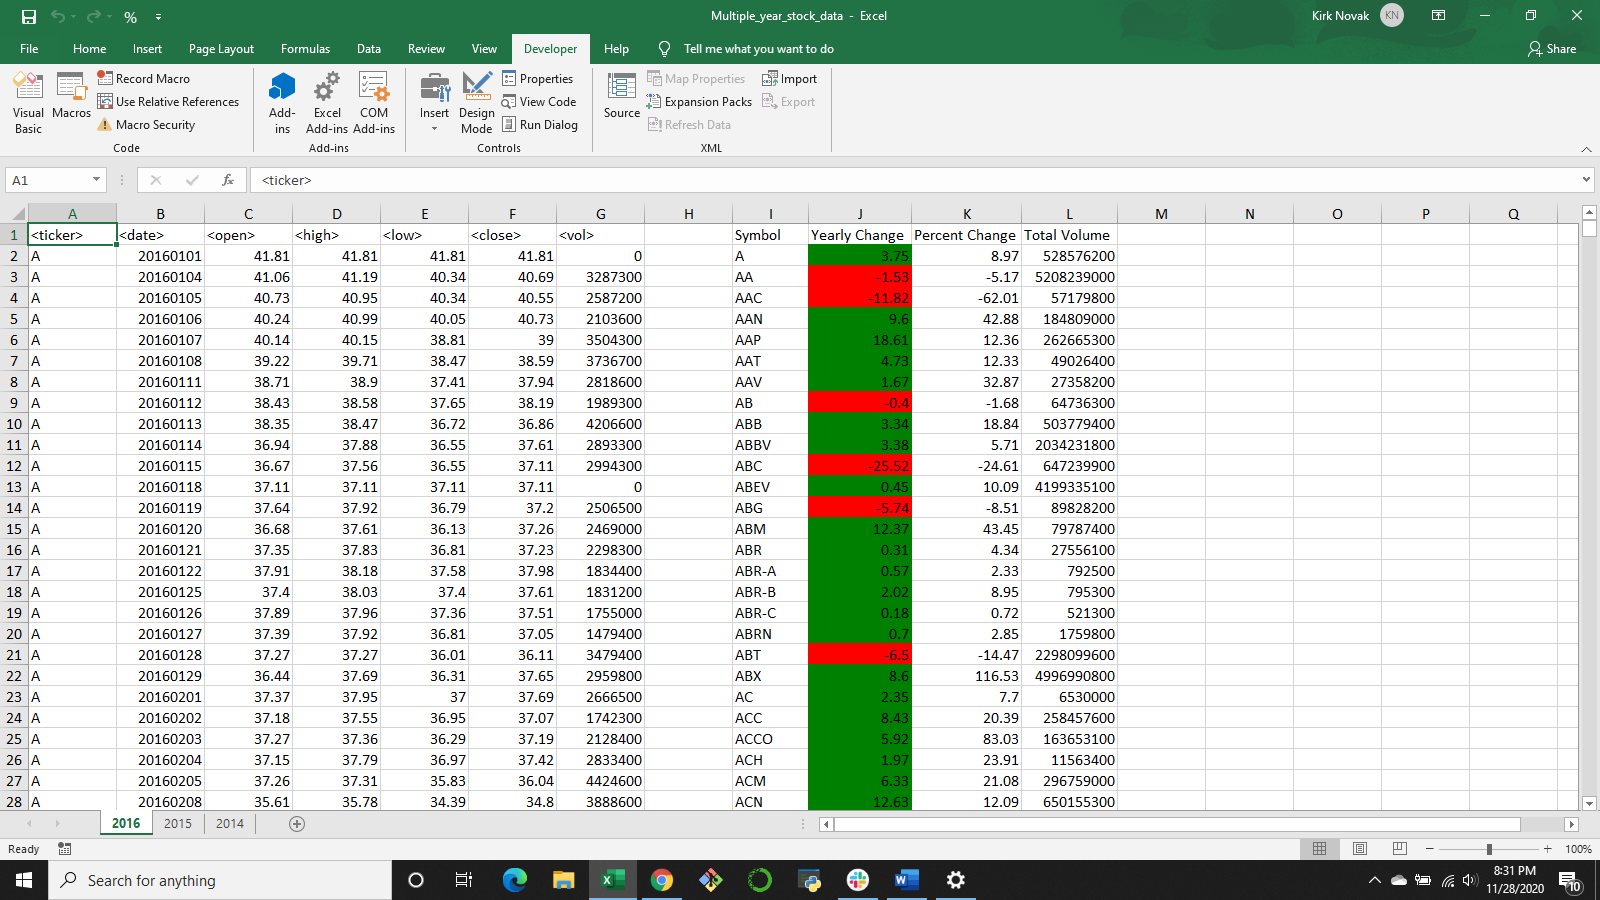 % Multiple_year_stock_data - Excel Kirk Novak KN
File Home Insert Page Layout Formulas Data Review View Developer Help Tell me what you want to do Share
Visual Basic
Macros
Record Macro
Use Relative References
Macro Security
Code
Add-ins
Excel Add-ins
COM Add-ins
Add-ins
Insert
Design Mode
Properties
View Code
Run Dialog
Controls
Source
Map Properties
Expansion Packs
Refresh Data
Import
Export
XML
A1 fx <ticker>
A B C D E F G H I J K L M N O P Q
1 <ticker> <date> <open> <high> <low> <close> <vol> Symbol Yearly Change Percent Change Total Volume
2 A 20160101 41.81 41.81 41.81 41.81 0 A 3.75 8.97 528576200
3 A 20160104 41.06 41.19 40.34 40.69 3287300 AA -1.53 -5.17 5208239000
4 A 20160105 40.73 40.95 40.34 40.55 2587200 AAC -11.82 -62.01 57179800
5 A 20160106 40.24 40.99 40.05 40.73 2103600 AAN 9.6 42.88 184809000
6 A 20160107 40.14 40.15 38.81 39 3504300 AAP 18.61 12.36 262665300
7 A 20160108 39.22 39.71 38.47 38.59 3736700 AAT 4.73 12.33 49026400
8 A 20160111 38.71 38.9 37.41 37.94 2818600 AAV 1.67 32.87 27358200
9 A 20160112 38.43 38.58 37.65 38.19 1989300 AB -0.4 -1.68 64736300
10 A 20160113 38.35 38.47 36.72 36.86 4206600 ABB 3.34 18.84 503779400
11 A 20160114 36.94 37.88 36.55 37.61 2893300 ABBV 3.38 5.71 2034231800
12 A 20160115 36.67 37.56 36.55 37.11 2994300 ABC -25.52 -24.61 647239900
13 A 20160118 37.11 37.11 37.11 37.11 0 ABEV 0.45 10.09 4199335100
14 A 20160119 37.64 37.92 36.79 37.2 2506500 ABG -5.74 -8.51 89828200
15 A 20160120 36.68 37.61 36.13 37.26 2469000 ABM 12.37 43.45 79787400
16 A 20160121 37.35 37.83 36.81 37.23 2298300 ABR 0.31 4.34 27556100
17 A 20160122 37.91 38.18 37.58 37.98 1834400 ABR-A 0.57 2.33 792500
18 A 20160125 37.4 38.03 37.4 37.61 1831200 ABR-B 2.02 8.95 795300
19 A 20160126 37.89 37.96 37.36 37.51 1755000 ABR-C 0.18 0.72 521300
20 A 20160127 37.39 37.92 36.81 37.05 1479400 ABRN 0.7 2.85 1759800
21 A 20160128 37.27 37.27 36.01 36.11 3479400 ABT -6.5 -14.47 2298099600
22 A 20160129 36.44 37.69 36.31 37.65 2959800 ABX 8.6 116.53 4996990800
23 A 20160201 37.37 37.95 37 37.69 2666500 AC 2.35 7.7 6530000
24 A 20160202 37.18 37.55 36.95 37.07 1742300 ACC 8.43 20.39 258457600
25 A 20160203 37.27 37.36 36.29 37.19 2128400 ACCO 5.92 83.03 163653100
26 A 20160204 37.15 37.79 36.97 37.42 2833400 ACH 1.97 23.91 11563400
27 A 20160205 37.26 37.31 35.83 36.04 4424600 ACM 6.33 21.08 296759000
28 A 20160208 35.61 35.78 34.39 34.8 3888600 ACN 12.63 12.09 650155300
2016 2015 2014
Ready 100%
Search for anything
8:31 PM
11/28/2020
10